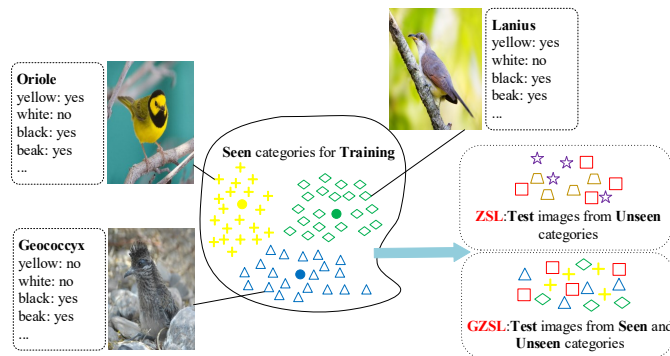 Oriole
yellow: yes
white: no
black: yes
beak: yes
...
Lanius
yellow: yes
white: no
black: yes
beak: yes
...
Seen categories for Training
Geococcyx
yellow: no
white: no
black: yes
beak: yes
...
ZSL:Test images from Unseen
categories
GZSL:Test images from Seen and
Unseen categories